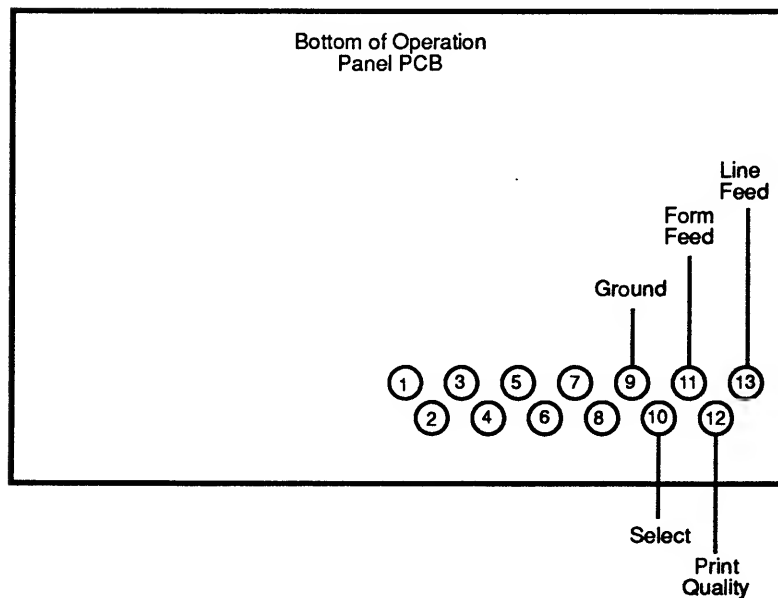 Bottom of Operation
Panel PCB
Line
Feed
Form
Feed
Ground
1 3 5 7 9 11 13
2 4 6 8 10 12
Select
Print
Quality